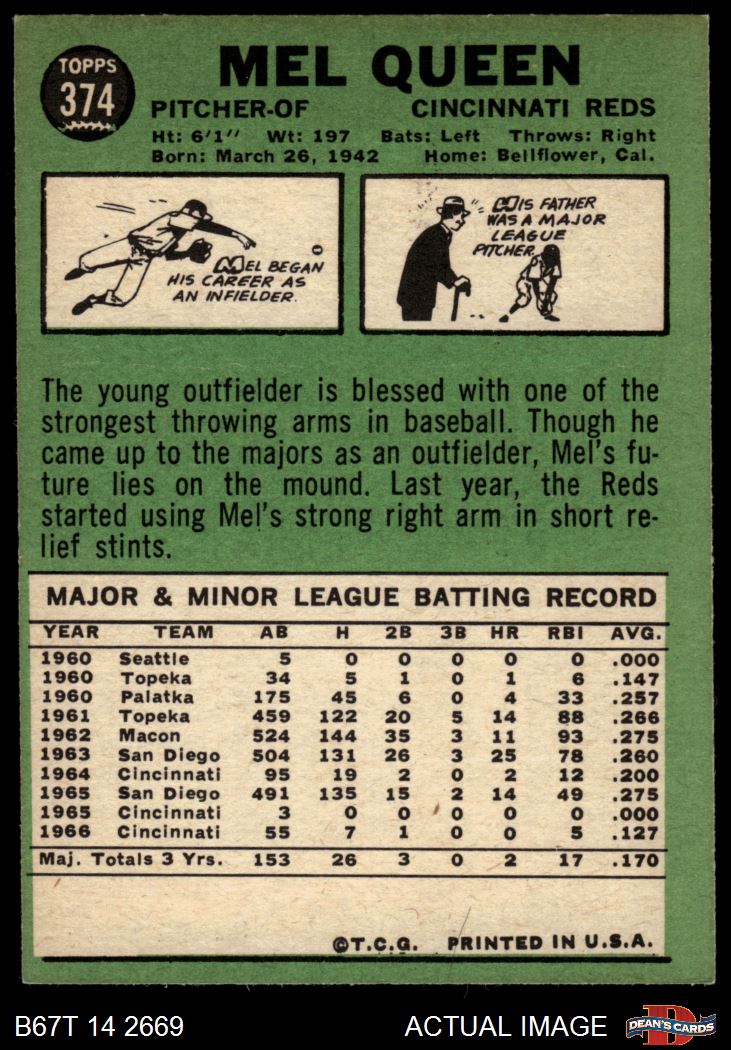 TOPPS
374
MEL QUEEN
PITCHER-OF CINCINNATI REDS
Ht: 6'1" Wt: 197 Bats: Left Throws: Right
Born: March 26, 1942 Home: Bellflower, Cal.
MEL BEGAN
HIS CAREER AS
AN INFIELDER.
HIS FATHER
WAS A MAJOR
LEAGUE
PITCHER.
The young outfielder is blessed with one of the
strongest throwing arms in baseball. Though he
came up to the majors as an outfielder, Mel's fu-
ture lies on the mound. Last year, the Reds
started using Mel's strong right arm in short re-
lief stints.
MAJOR & MINOR LEAGUE BATTING RECORD
YEAR TEAM AB H 2B 3B HR RBI AVG.
1960 Seattle 5 0 0 0 0 0 .000
1960 Topeka 34 5 1 0 1 6 .147
1960 Palatka 175 45 6 0 4 33 .257
1961 Topeka 459 122 20 5 14 88 .266
1962 Macon 524 144 35 3 11 93 .275
1963 San Diego 504 131 26 3 25 78 .260
1964 Cincinnati 95 19 2 0 2 12 .200
1965 San Diego 491 135 15 2 14 49 .275
1965 Cincinnati 3 0 0 0 0 0 .000
1966 Cincinnati 55 7 1 0 0 5 .127
Maj. Totals 3 Yrs. 153 26 3 0 2 17 .170
©T.C.G. PRINTED IN U.S.A.
B67T 14 2669 ACTUAL IMAGE DEAN'S CARDS